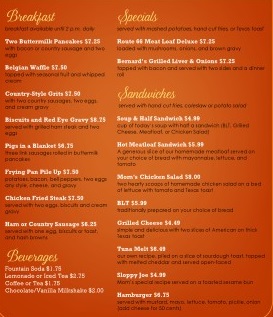 Breakfast
breakfast available until 2 p.m. daily
Two Buttermilk Pancakes $7.25
with bacon or country sausage and two
eggs
Belgian Waffle $7.50
topped with seasonal fruit and whipped
cream
Country-Style Grits $7.50
with two country sausages, two eggs,
and cream gravy
Biscuits and Red Eye Gravy $8.75
served with grilled ham steak and two
eggs
Pigs in a Blanket $6.75
three link sausages rolled in buttermilk
pancakes
Frying Pan Pile Up $7.50
potatoes, bacon, bell peppers, two eggs
any style, cheese, and gravy
Chicken Fried Steak $7.50
served with two eggs, biscuits and cream
gravy
Ham or Country Sausage $6.25
with one egg, biscuits or toast,
and hash browns
Beverages
Fountain Soda $1.75
Lemonade or Iced Tea $2.75
Coffee or Tea $1.75
Chocolate/Vanilla Milkshake $2.00
Specials
served with mashed potatoes, hand cut fries, or texas toast
Route 66 Meat Loaf Deluxe $7.25
loaded with mushrooms, onions, and brown gravy
Bernard's Grilled Liver & Onions $7.25
topped with bacon and served with two sides and a dinner
roll
Sandwiches
served with hand cut fries, coleslaw or potato salad
Soup & Half Sandwich $4.99
cup of today's soup with half a sandwich (BLT, Grilled
Cheese, Meatloaf, or Chicken Salad)
Hot Meatloaf Sandwich $5.99
A generous slice of our homemade meatloaf served on
your choice of bread with mayonnaise, lettuce, and
tomato
Mom's Chicken Salad $8.00
two hearty scoops of homemade chicken salad on a bed
of lettuce with tomato and texas toast
BLT $5.99
traditionally prepared on your choice of bread
Grilled Cheese $4.49
simple and delicious with two slices of American on thick
texas toast
Tuna Melt $6.49
our own recipe, piled on a slice of sourdough toast, topped
with melted cheddar and served open-faced
Sloppy Joe $4.99
Mom's special recipe served on a toasted sesame bun
Hamburger $6.75
served with mustard, mayo, lettuce, tomato, pickle, onion
(add cheese for 50 cents)